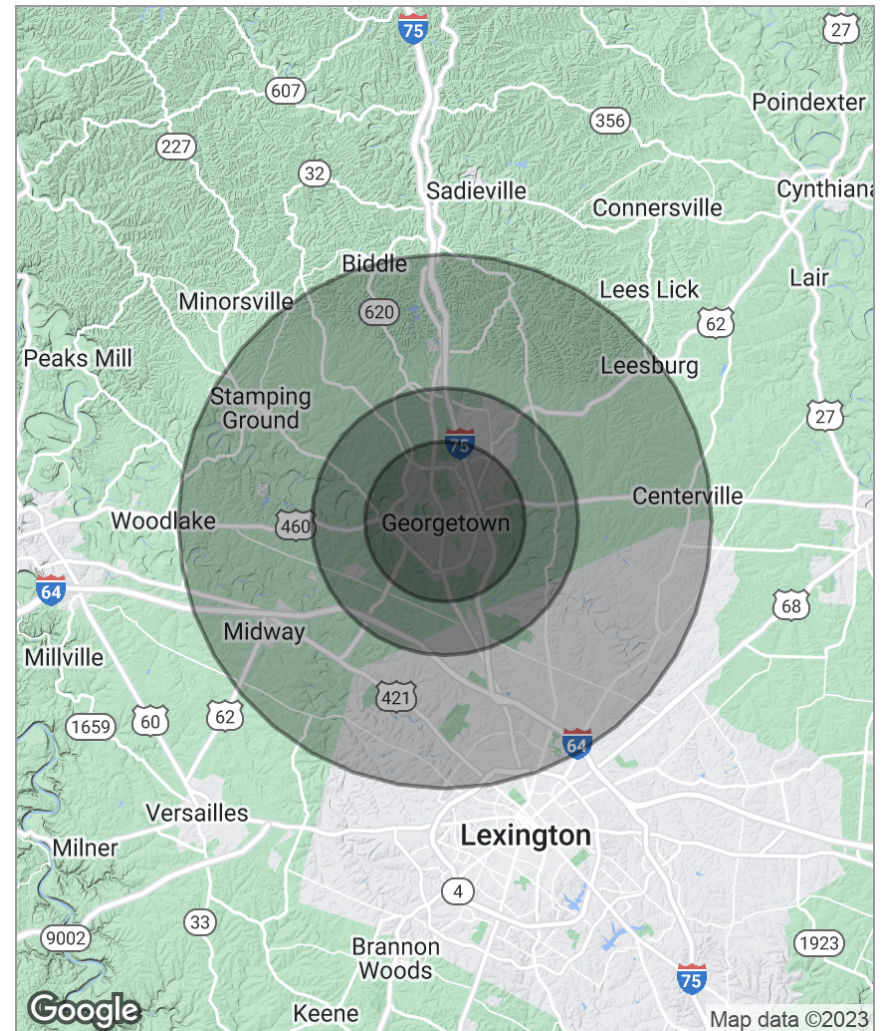 75
27
607
Poindexter
356
227
32
Sadieville
Cynthiana
Connersville
Biddle
Lair
Minorsville
Lees Lick
620
62
Peaks Mill
Leesburg
Stamping
Ground
27
75
Centerville
Woodlake
460
Georgetown
64
68
Midway
Millville
421
1659
60
62
64
Versailles
Lexington
Milner
4
33
9002
Brannon
Woods
1923
75
Google
Keene
Map data ©2023